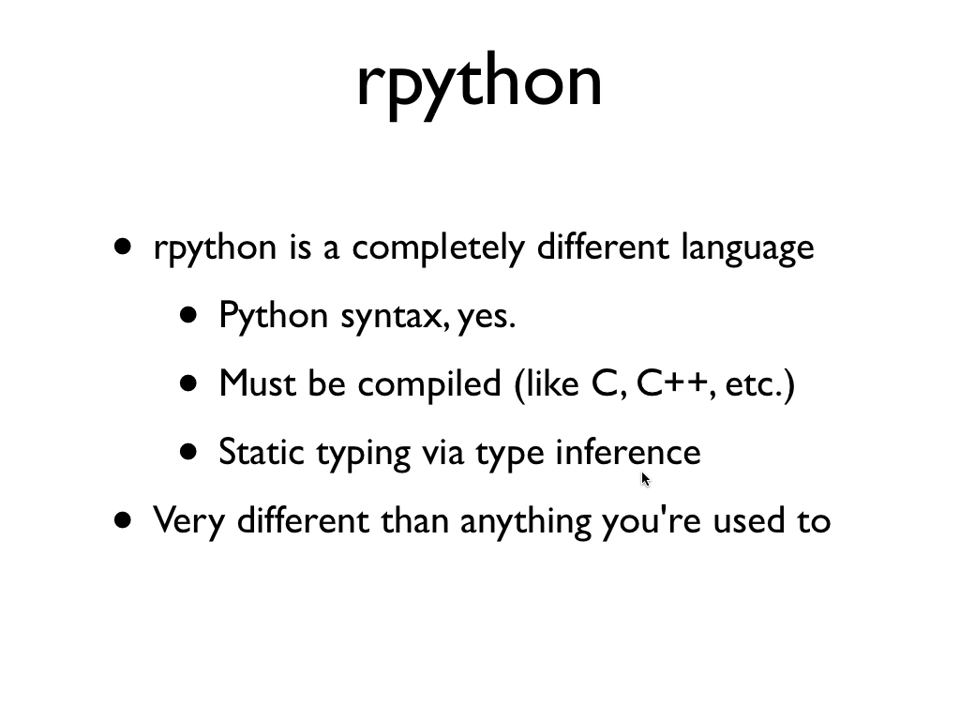 rpython
• rpython is a completely different language
• Python syntax, yes.
• Must be compiled (like C, C++, etc.)
• Static typing via type inference
• Very different than anything you're used to